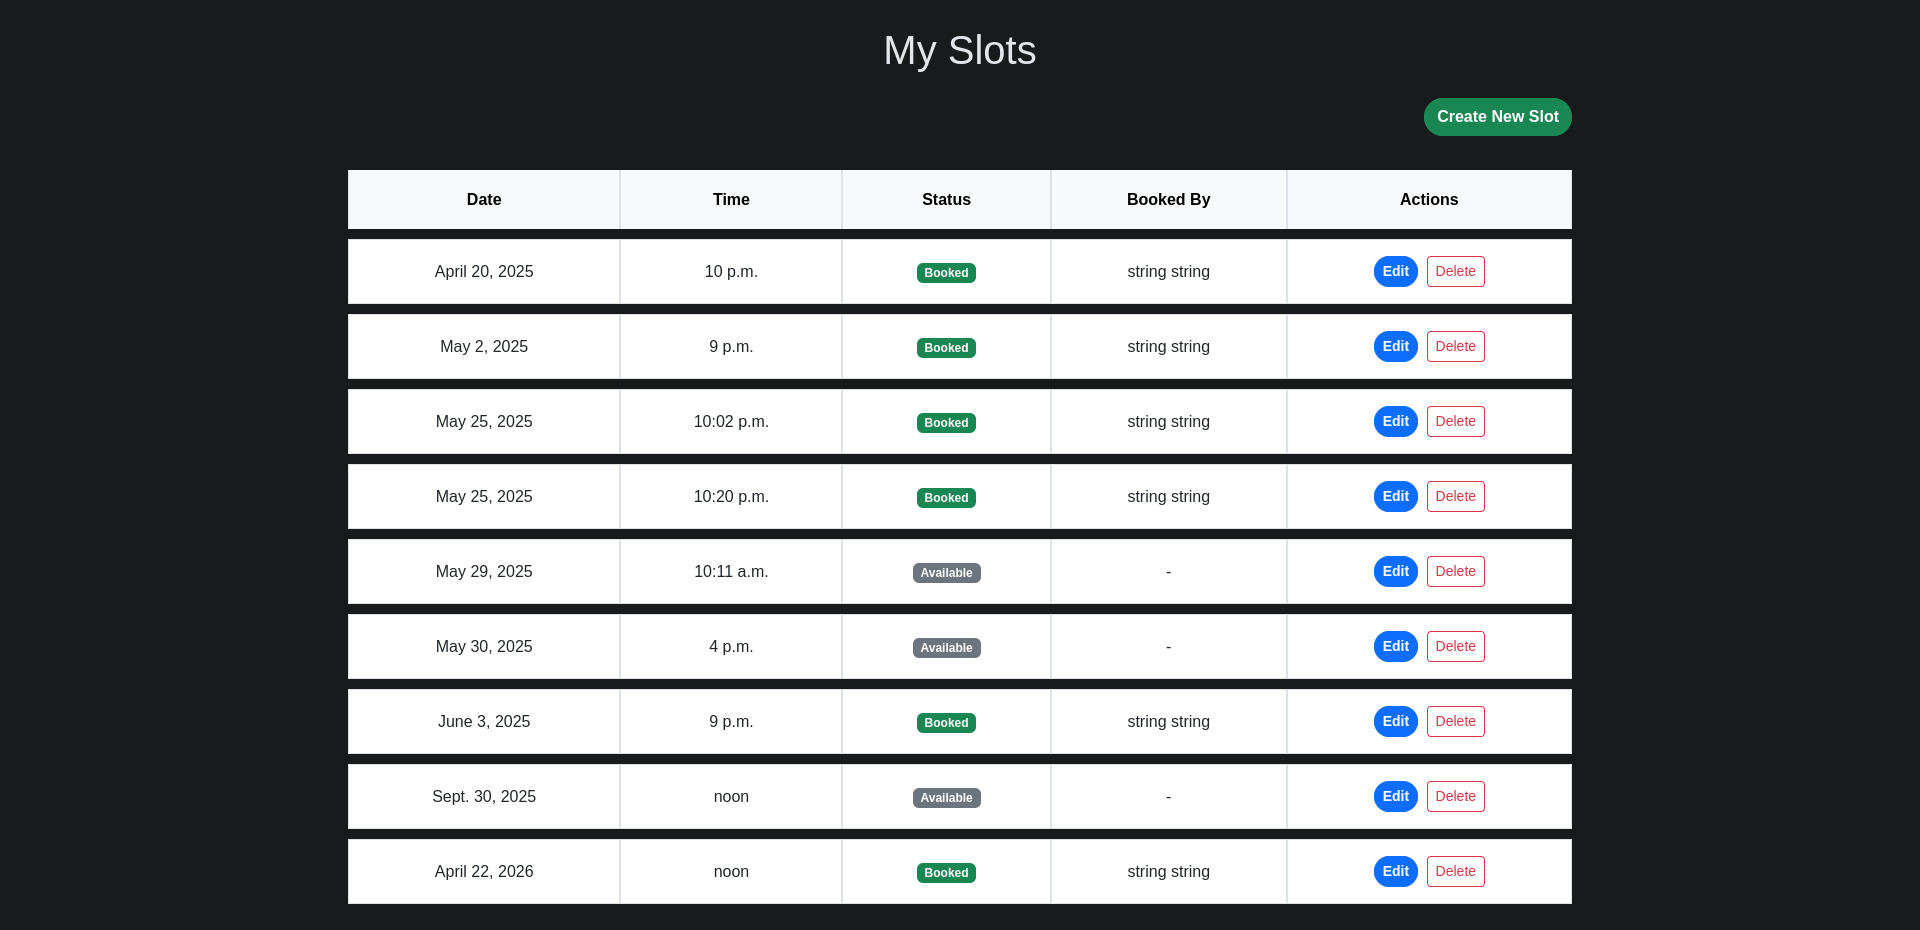 My Slots
Create New Slot
Date Time Status Booked By Actions
April 20, 2025 10 p.m. Booked string string Edit Delete
May 2, 2025 9 p.m. Booked string string Edit Delete
May 25, 2025 10:02 p.m. Booked string string Edit Delete
May 25, 2025 10:20 p.m. Booked string string Edit Delete
May 29, 2025 10:11 a.m. Available - Edit Delete
May 30, 2025 4 p.m. Available - Edit Delete
June 3, 2025 9 p.m. Booked string string Edit Delete
Sept. 30, 2025 noon Available - Edit Delete
April 22, 2026 noon Booked string string Edit Delete